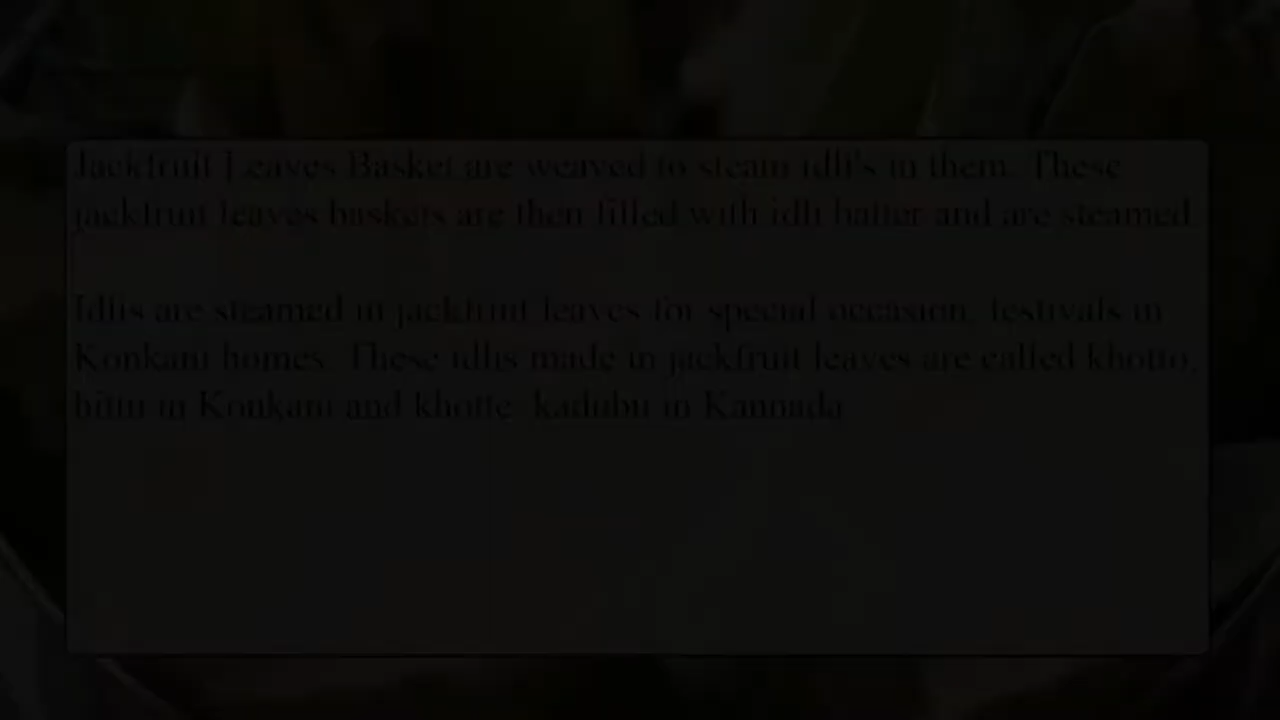 Jackfruit Leaves Basket are weaved to steam idli's in them. These
jackfruit leaves baskets are then filled with idli batter and are steamed
Idlis are steamed in jackfruit leaves for special occasion, festivals in
Konkani homes. These idlis made in jackfruit leaves are called khotto,
hittu in Konkani and khotte kadubu in Kannada